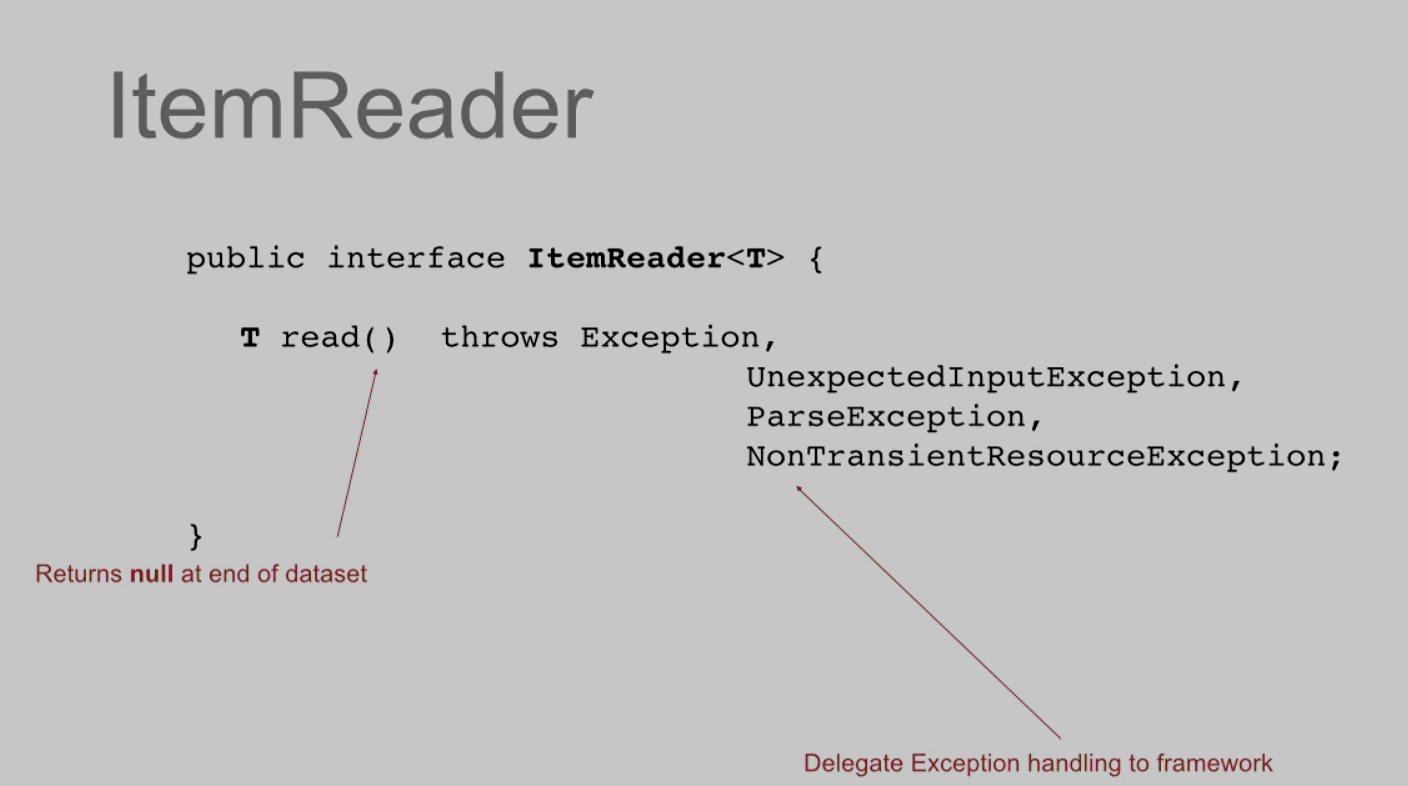 ItemReader
public interface ItemReader<T> {
T read() throws Exception,
UnexpectedInputException,
ParseException,
NonTransientResourceException;
}
Returns null at end of dataset
Delegate Exception handling to framework